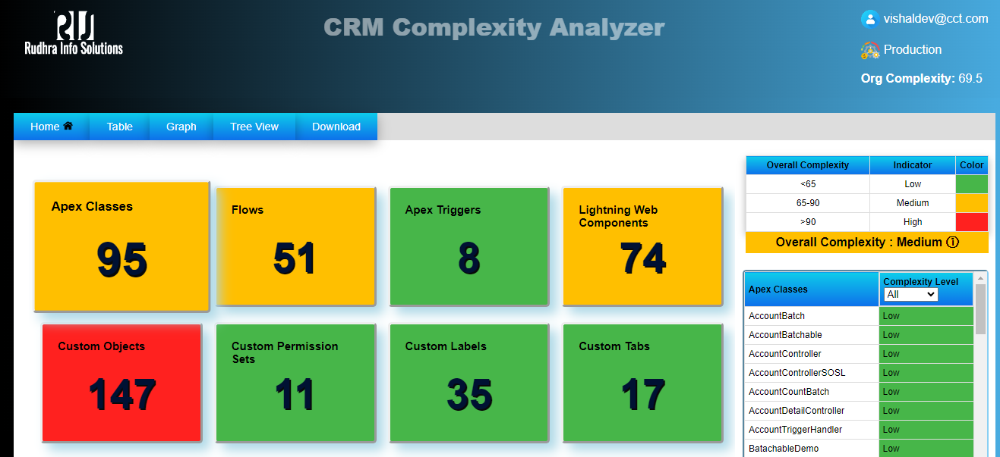 RIS
Rudhra Info Solutions
CRM Complexity Analyzer
vishaldev@cct.com
Production
Org Complexity: 69.5
Home
Table
Graph
Tree View
Download
Apex Classes
95
Flows
51
Apex Triggers
8
Lightning Web
Components
74
Custom Objects
147
Custom Permission
Sets
11
Custom Labels
35
Custom Tabs
17
Overall Complexity Indicator Color
<65 Low
65-90 Medium
>90 High
Overall Complexity : Medium ⓘ
Apex Classes
Complexity Level
All
AccountBatch Low
AccountBatchable Low
AccountController Low
AccountControllerSOSL Low
AccountCountBatch Low
AccountDetailController Low
AccountTriggerHandler Low
BatachableDemo Low